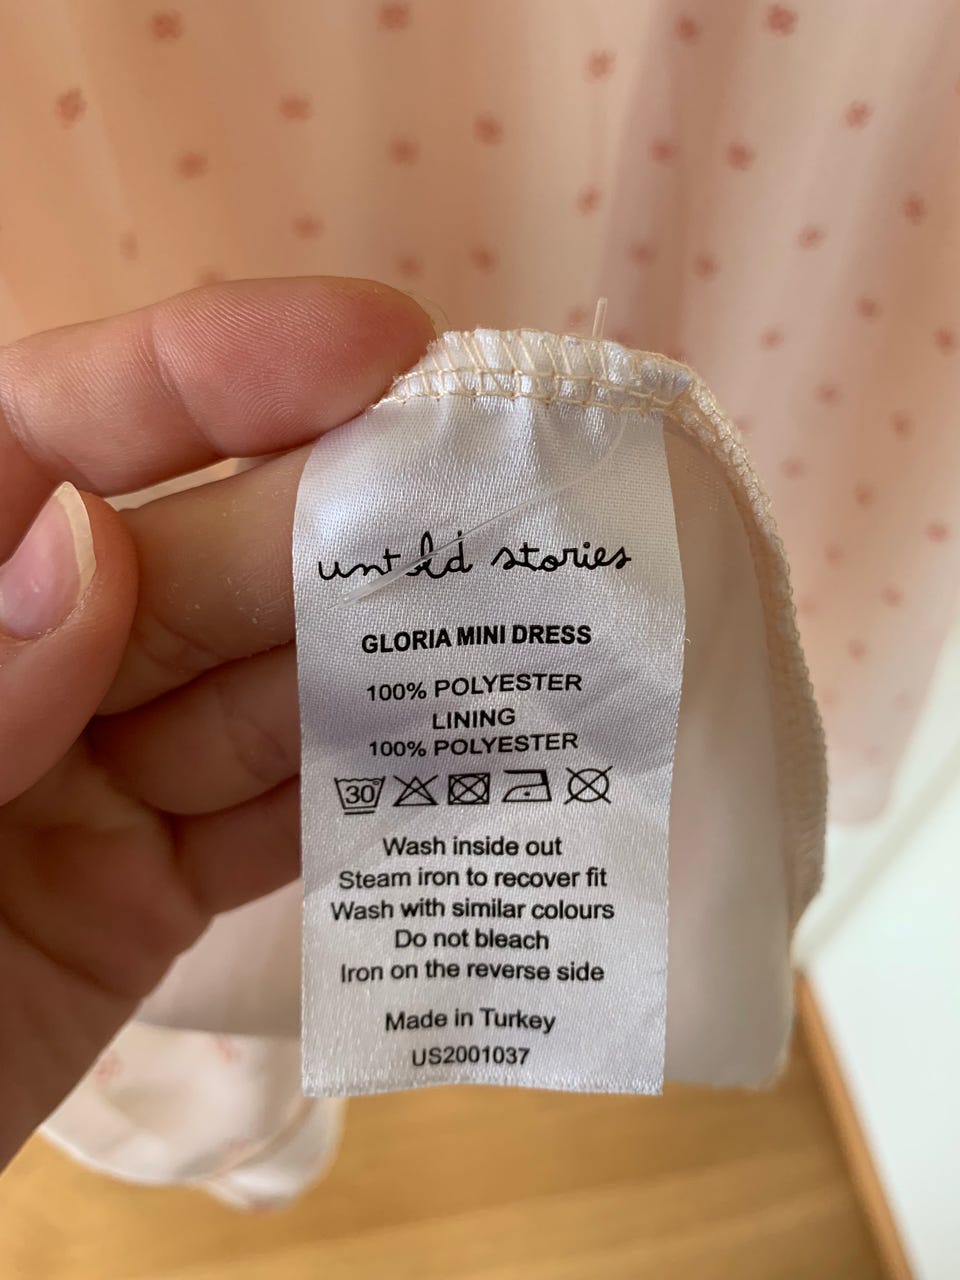 untold stories
GLORIA MINI DRESS
100% POLYESTER
LINING
100% POLYESTER
30
Wash inside out
Steam iron to recover fit
Wash with similar colours
Do not bleach
Iron on the reverse side
Made in Turkey
US2001037